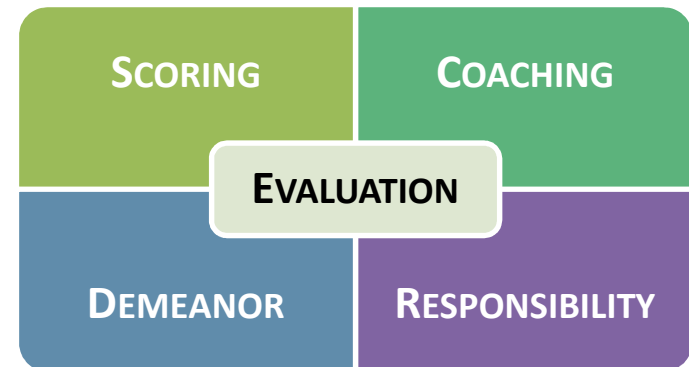 SCORING
COACHING
EVALUATION
DEMEANOR
RESPONSIBILITY